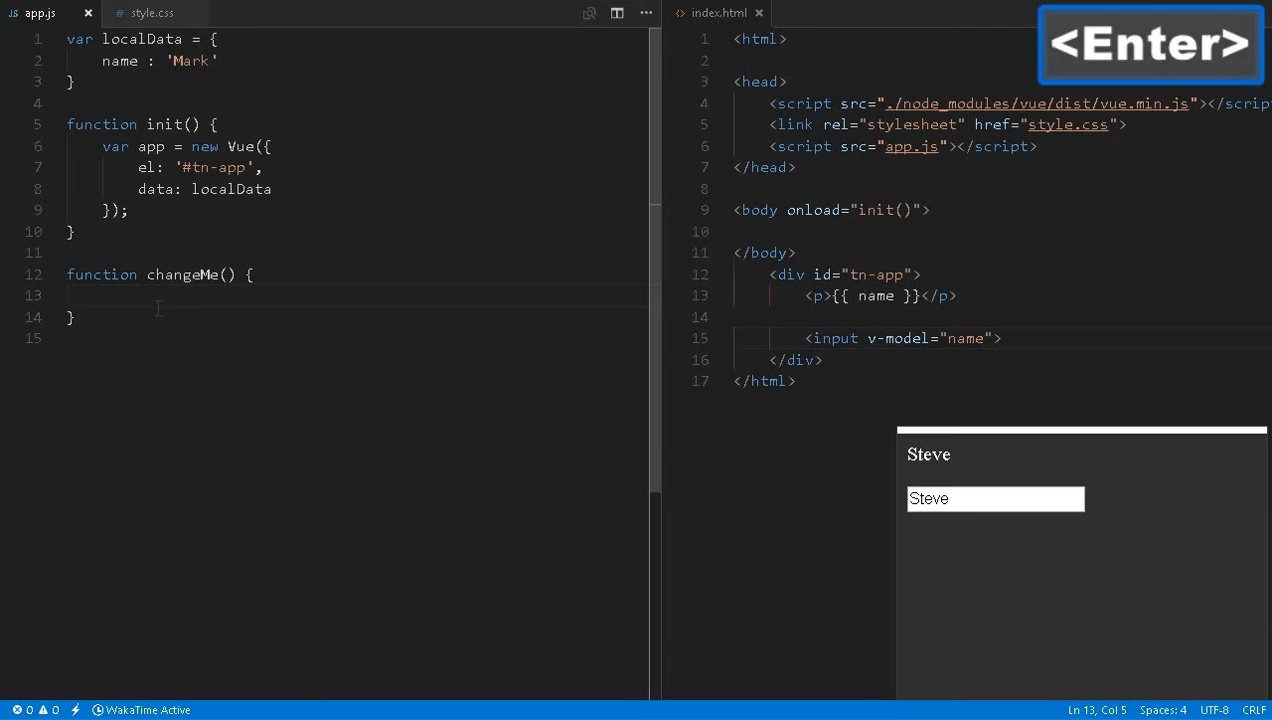 JS app.js × # style.css
1 var localData = {
2 name : 'Mark'
3 }
4
5 function init() {
6 var app = new Vue({
7 el: '#tn-app',
8 data: localData
9 });
10 }
11
12 function changeMe() {
13
14 }
15
<> index.html ×
<Enter>
1 <html>
2
3 <head>
4 <script src="./node_modules/vue/dist/vue.min.js"></scrip
5 <link rel="stylesheet" href="style.css">
6 <script src="app.js"></script>
7 </head>
8
9 <body onload="init()">
10
11 </body>
12 <div id="tn-app">
13 <p>{{ name }}</p>
14
15 <input v-model="name">
16 </div>
17 </html>
Steve
Steve
0 0 WakaTime Active Ln 13, Col 5 Spaces: 4 UTF-8 CRLF